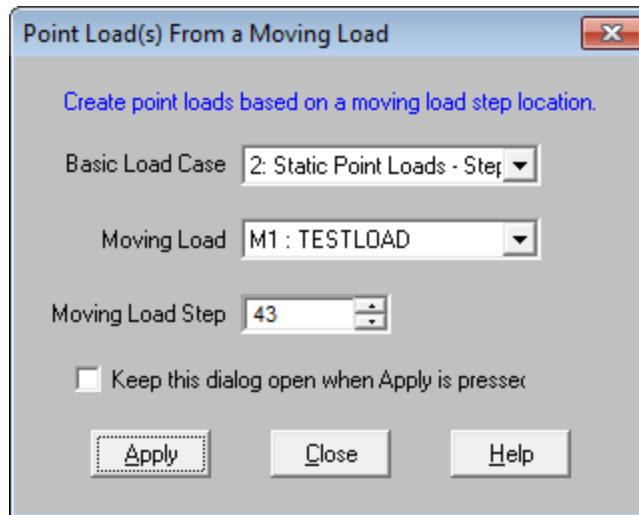 Point Load(s) From a Moving Load
Create point loads based on a moving load step location.
Basic Load Case 2: Static Point Loads - Step
Moving Load M1 : TESTLOAD
Moving Load Step 43
Keep this dialog open when Apply is pressed
Apply Close Help